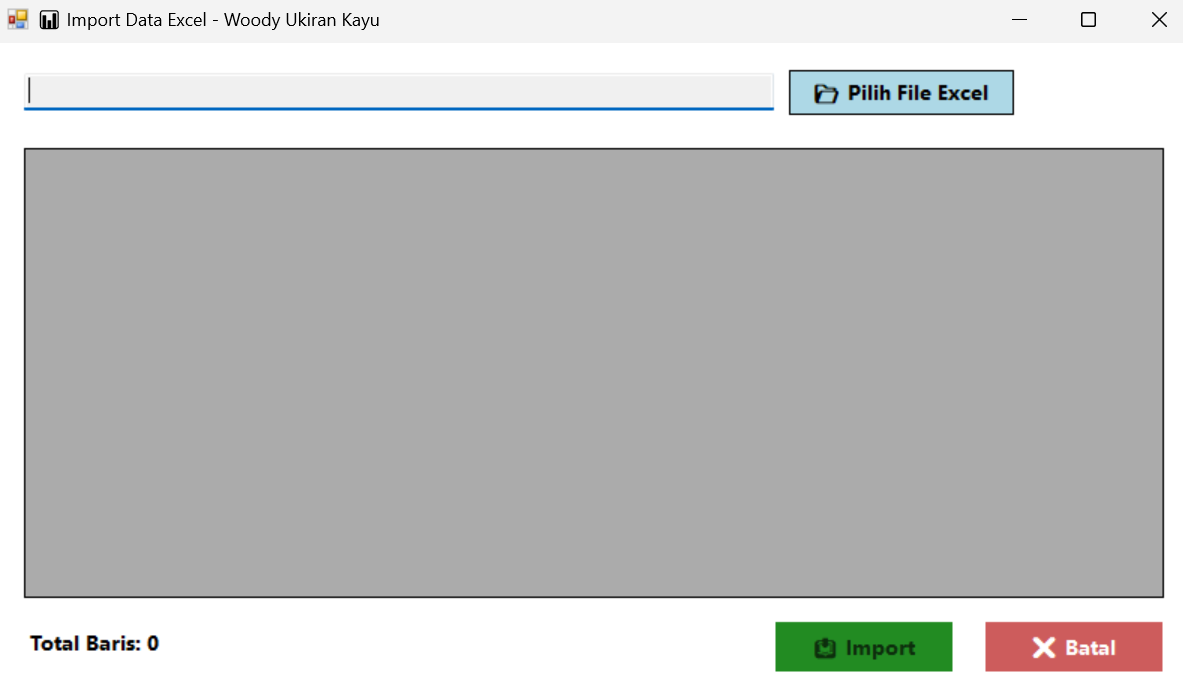 Import Data Excel - Woody Ukiran Kayu
Pilih File Excel
Total Baris: 0
Import
Batal